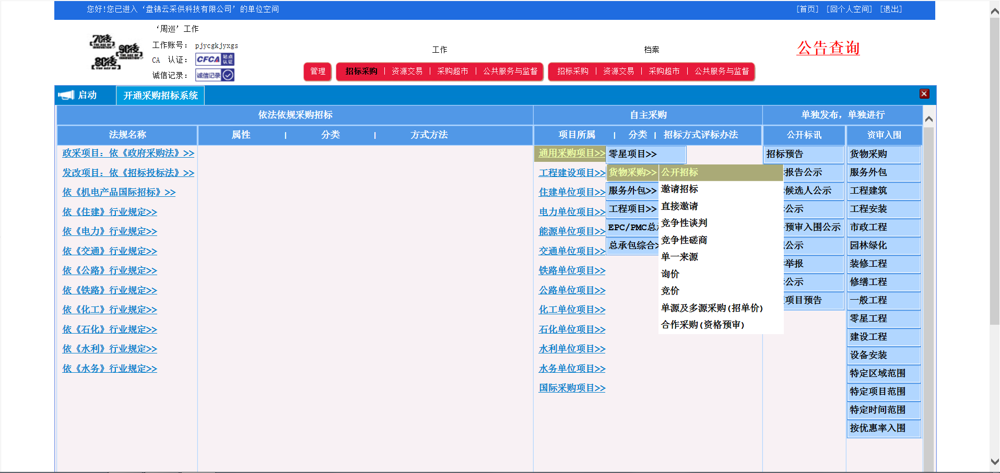 您好!您已进入‘盘锦云采供科技有限公司’的单位空间
[首页] [回个人空间] [退出]
‘周巡’工作
工作账号： pjycgkjyxgs
CA 认证： CFCA 站点认证
诚信记录： 诚信记录
70後
90後
80後
工作
档案
公告查询
管理
招标采购 | 资源交易 | 采购超市 | 公共服务与监督
招标采购 | 资源交易 | 采购超市 | 公共服务与监督
启动
开通采购招标系统
依法依规采购招标
自主采购
单独发布，单独进行
法规名称
属性 | 分类 | 方式方法
项目所属 | 分类 | 招标方式评标办法
公开标讯
资审入围
政采项目：依《政府采购法》>>
发改项目：依《招标投标法》>>
依《机电产品国际招标》>>
依《住建》行业规定>>
依《电力》行业规定>>
依《交通》行业规定>>
依《公路》行业规定>>
依《铁路》行业规定>>
依《化工》行业规定>>
依《石化》行业规定>>
依《水利》行业规定>>
依《水务》行业规定>>
通用采购项目>>
工程建设项目>>
住建单位项目>>
电力单位项目>>
能源单位项目>>
交通单位项目>>
铁路单位项目>>
公路单位项目>>
化工单位项目>>
石化单位项目>>
水利单位项目>>
水务单位项目>>
国际采购项目>>
零星项目>>
货物采购>>
服务外包>>
工程项目>>
EPC/PMC总
总承包综合>
公开招标
邀请招标
直接邀请
竞争性谈判
竞争性磋商
单一来源
询价
竞价
单源及多源采购(招单价)
合作采购(资格预审)
招标预告
报告公示
候选人公示
公示
预审入围公示
公示
举报
公示
项目预告
货物采购
服务外包
工程建筑
工程安装
市政工程
园林绿化
装修工程
修缮工程
一般工程
零星工程
建设工程
设备安装
特定区域范围
特定项目范围
特定时间范围
按优惠率入围